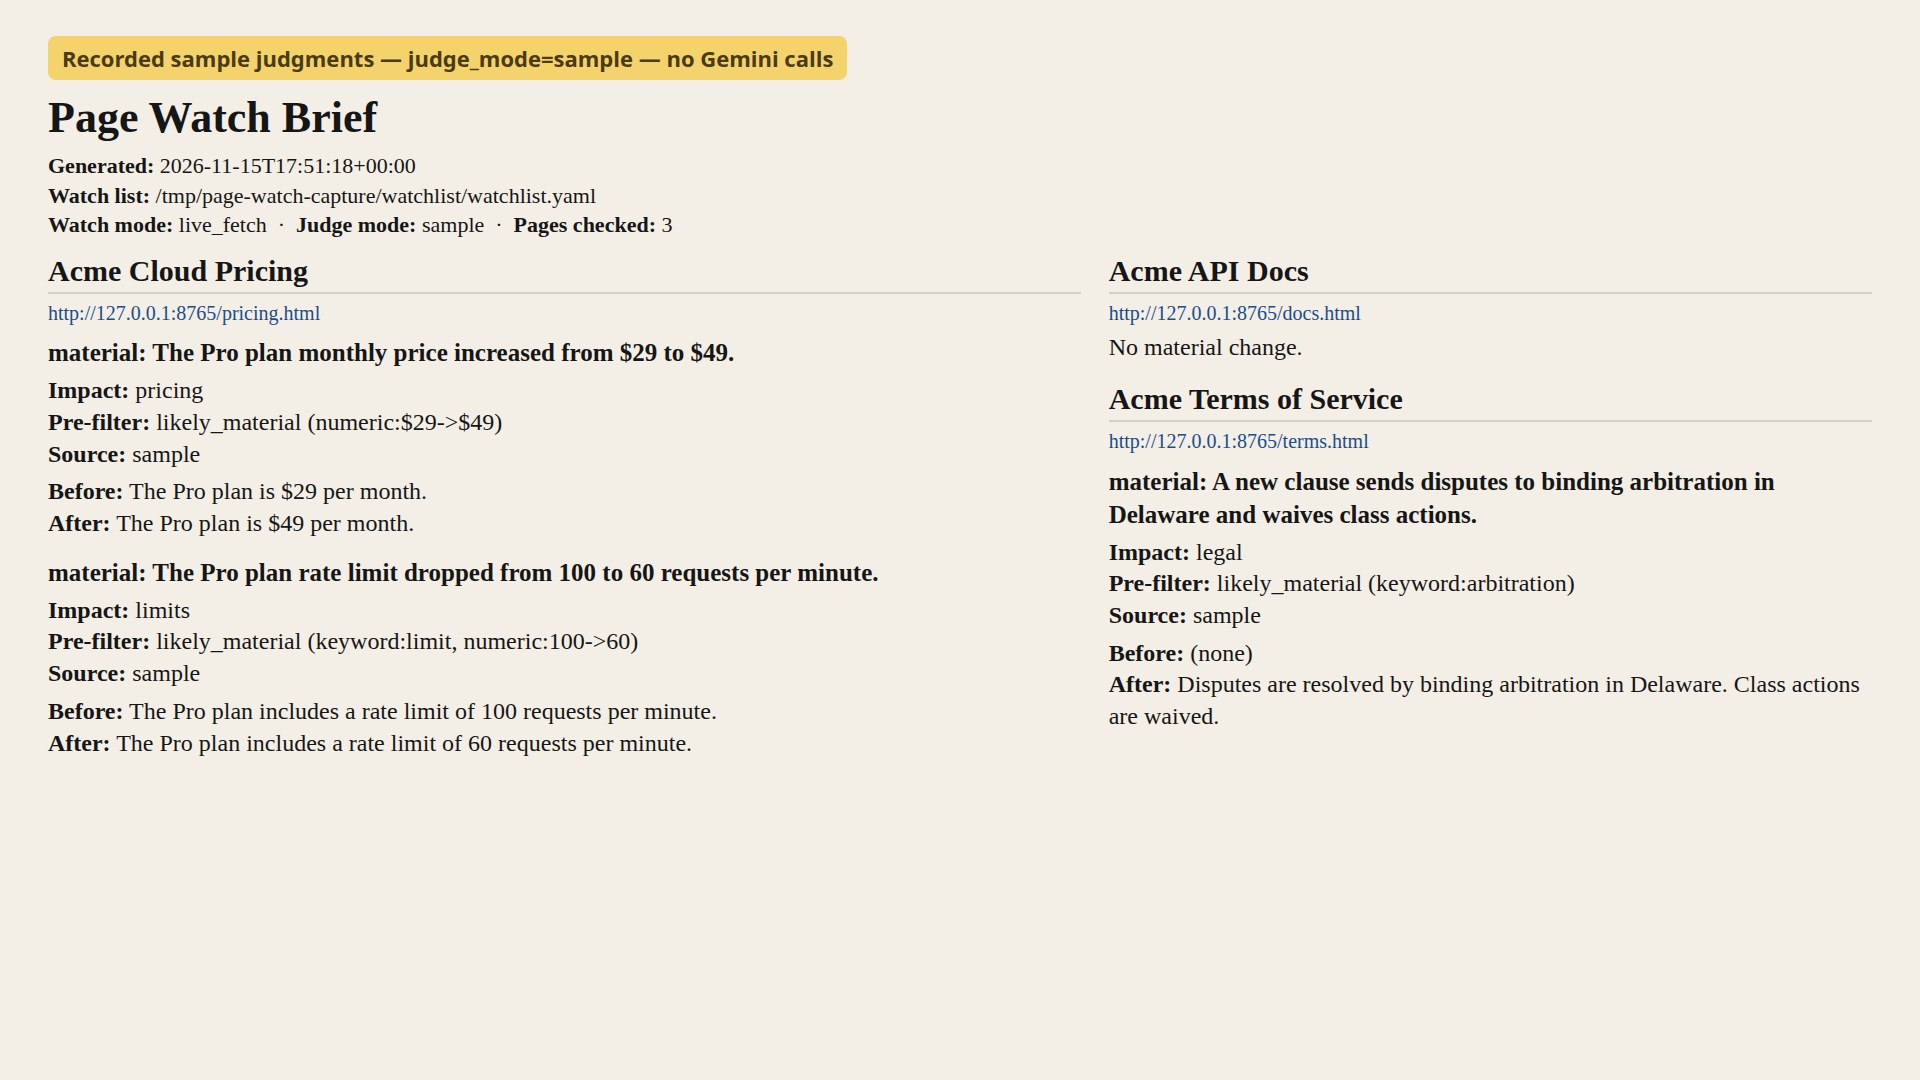 Recorded sample judgments — judge_mode=sample — no Gemini calls
Page Watch Brief
Generated: 2026-11-15T17:51:18+00:00
Watch list: /tmp/page-watch-capture/watchlist/watchlist.yaml
Watch mode: live_fetch · Judge mode: sample · Pages checked: 3
Acme Cloud Pricing
http://127.0.0.1:8765/pricing.html
material: The Pro plan monthly price increased from $29 to $49.
Impact: pricing
Pre-filter: likely_material (numeric:$29->$49)
Source: sample
Before: The Pro plan is $29 per month.
After: The Pro plan is $49 per month.
material: The Pro plan rate limit dropped from 100 to 60 requests per minute.
Impact: limits
Pre-filter: likely_material (keyword:limit, numeric:100->60)
Source: sample
Before: The Pro plan includes a rate limit of 100 requests per minute.
After: The Pro plan includes a rate limit of 60 requests per minute.
Acme API Docs
http://127.0.0.1:8765/docs.html
No material change.
Acme Terms of Service
http://127.0.0.1:8765/terms.html
material: A new clause sends disputes to binding arbitration in
Delaware and waives class actions.
Impact: legal
Pre-filter: likely_material (keyword:arbitration)
Source: sample
Before: (none)
After: Disputes are resolved by binding arbitration in Delaware. Class actions
are waived.